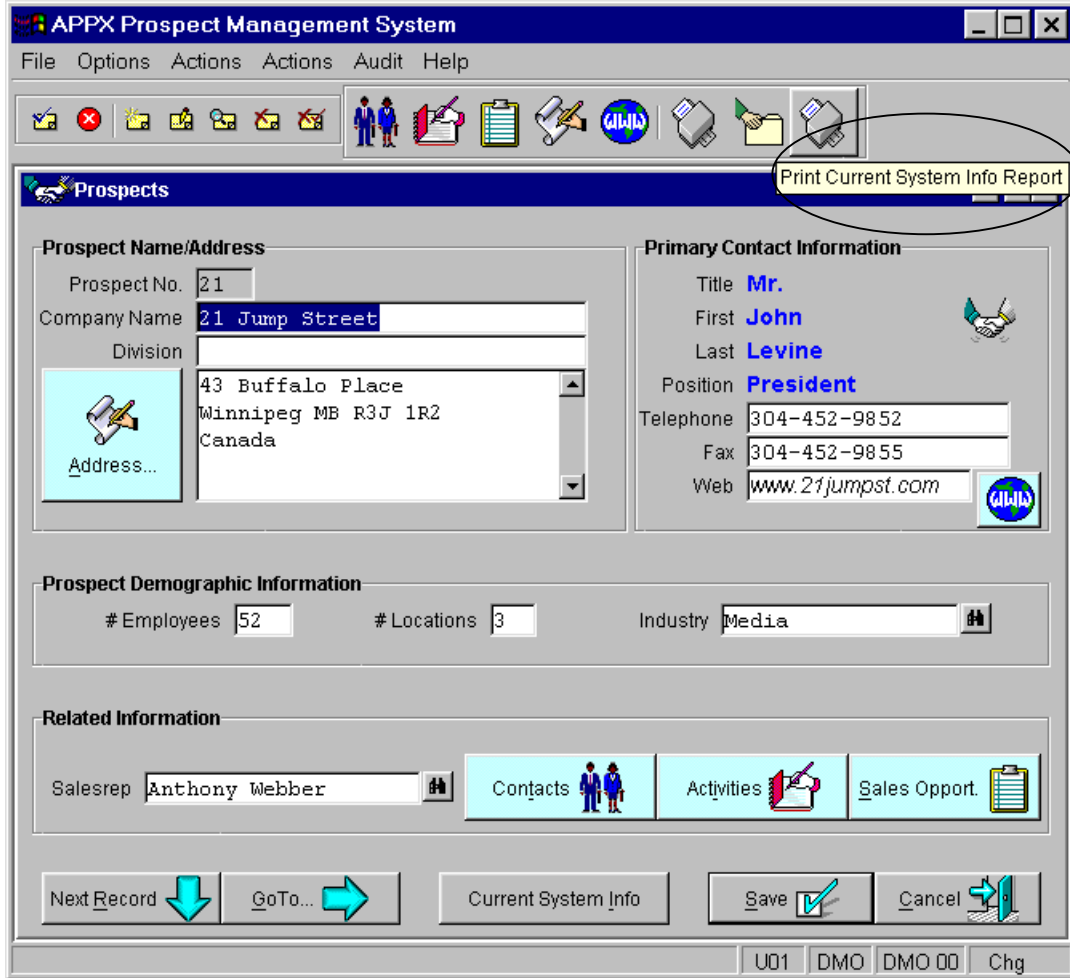 APPX Prospect Management System
File Options Actions Actions Audit Help
www
Print Current System Info Report
Prospects
Prospect Name/Address
Prospect No. 21
Company Name 21 Jump Street
Division
43 Buffalo Place
Winnipeg MB R3J 1R2
Canada
Address...
Primary Contact Information
Title Mr.
First John
Last Levine
Position President
Telephone 304-452-9852
Fax 304-452-9855
Web www.21jumpst.com
www
Prospect Demographic Information
# Employees 52 # Locations 3 Industry Media
Related Information
Salesrep Anthony Webber Contacts Activities Sales Opport.
Next Record GoTo... Current System Info Save Cancel
U01 DMO DMO 00 Chg